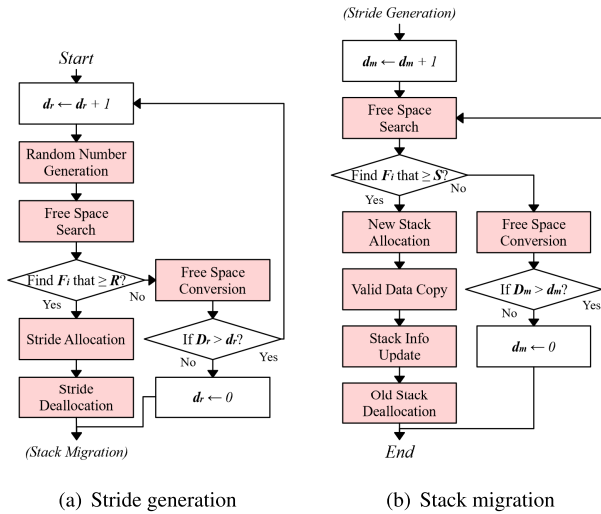 Start
dr ← dr + 1
Random Number
Generation
Free Space
Search
Find Fi that ≥ R?
Yes
No
Free Space
Conversion
Stride Allocation
If Dr > dr?
No
Yes
Stride
Deallocation
dr ← 0
(Stack Migration)
(a) Stride generation
(Stride Generation)
dm ← dm + 1
Free Space
Search
Find Fi that ≥ S?
Yes
No
New Stack
Allocation
Free Space
Conversion
Valid Data Copy
If Dm > dm?
No
Yes
Stack Info
Update
dm ← 0
Old Stack
Deallocation
End
(b) Stack migration